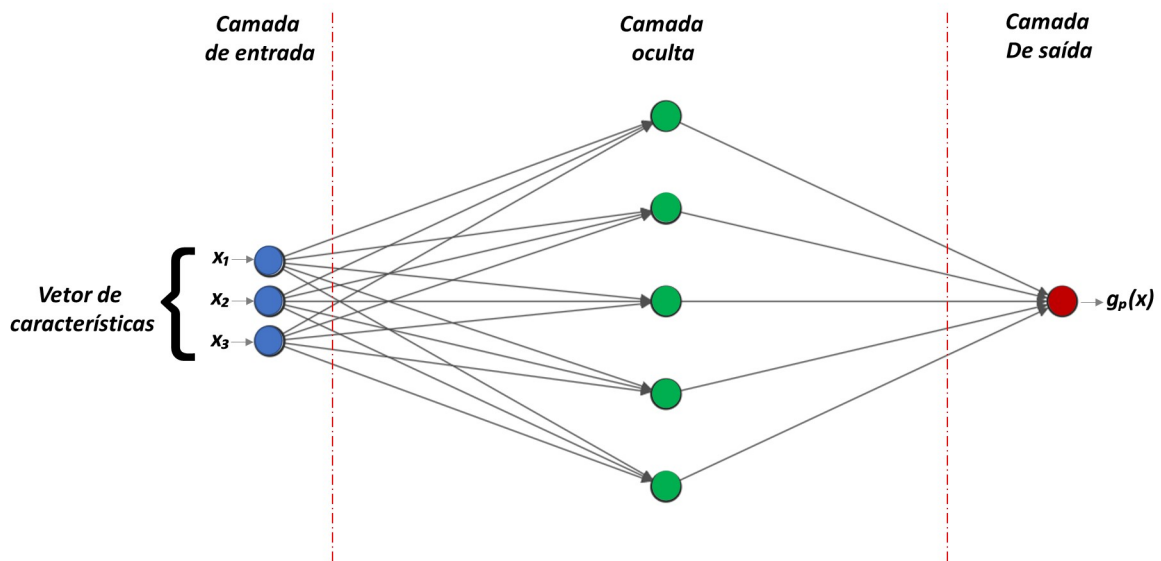 Camada
de entrada
Camada
oculta
Camada
De saída
Vetor de
características
x₁
x₂
x₃
gₚ(x)